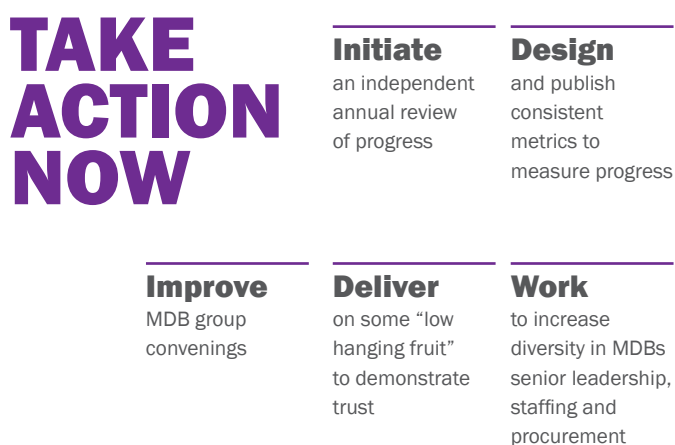 TAKE
ACTION
NOW
Initiate
an independent
annual review
of progress
Design
and publish
consistent
metrics to
measure progress
Improve
MDB group
convenings
Deliver
on some “low
hanging fruit”
to demonstrate
trust
Work
to increase
diversity in MDBs
senior leadership,
staffing and
procurement